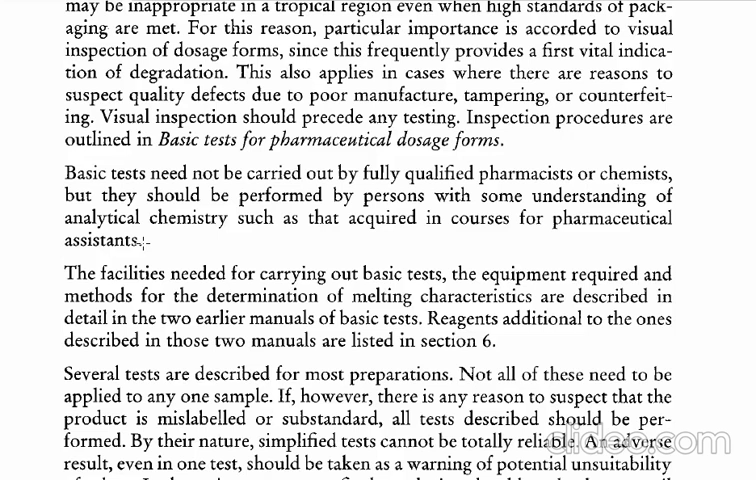 may be inappropriate in a tropical region even when high standards of pack-
aging are met. For this reason, particular importance is accorded to visual
inspection of dosage forms, since this frequently provides a first vital indica-
tion of degradation. This also applies in cases where there are reasons to
suspect quality defects due to poor manufacture, tampering, or counterfeit-
ing. Visual inspection should precede any testing. Inspection procedures are
outlined in Basic tests for pharmaceutical dosage forms.
Basic tests need not be carried out by fully qualified pharmacists or chemists,
but they should be performed by persons with some understanding of
analytical chemistry such as that acquired in courses for pharmaceutical
assistants.
The facilities needed for carrying out basic tests, the equipment required and
methods for the determination of melting characteristics are described in
detail in the two earlier manuals of basic tests. Reagents additional to the ones
described in those two manuals are listed in section 6.
Several tests are described for most preparations. Not all of these need to be
applied to any one sample. If, however, there is any reason to suspect that the
product is mislabelled or substandard, all tests described should be per-
formed. By their nature, simplified tests cannot be totally reliable. An adverse
clideo.com
result, even in one test, should be taken as a warning of potential unsuitability